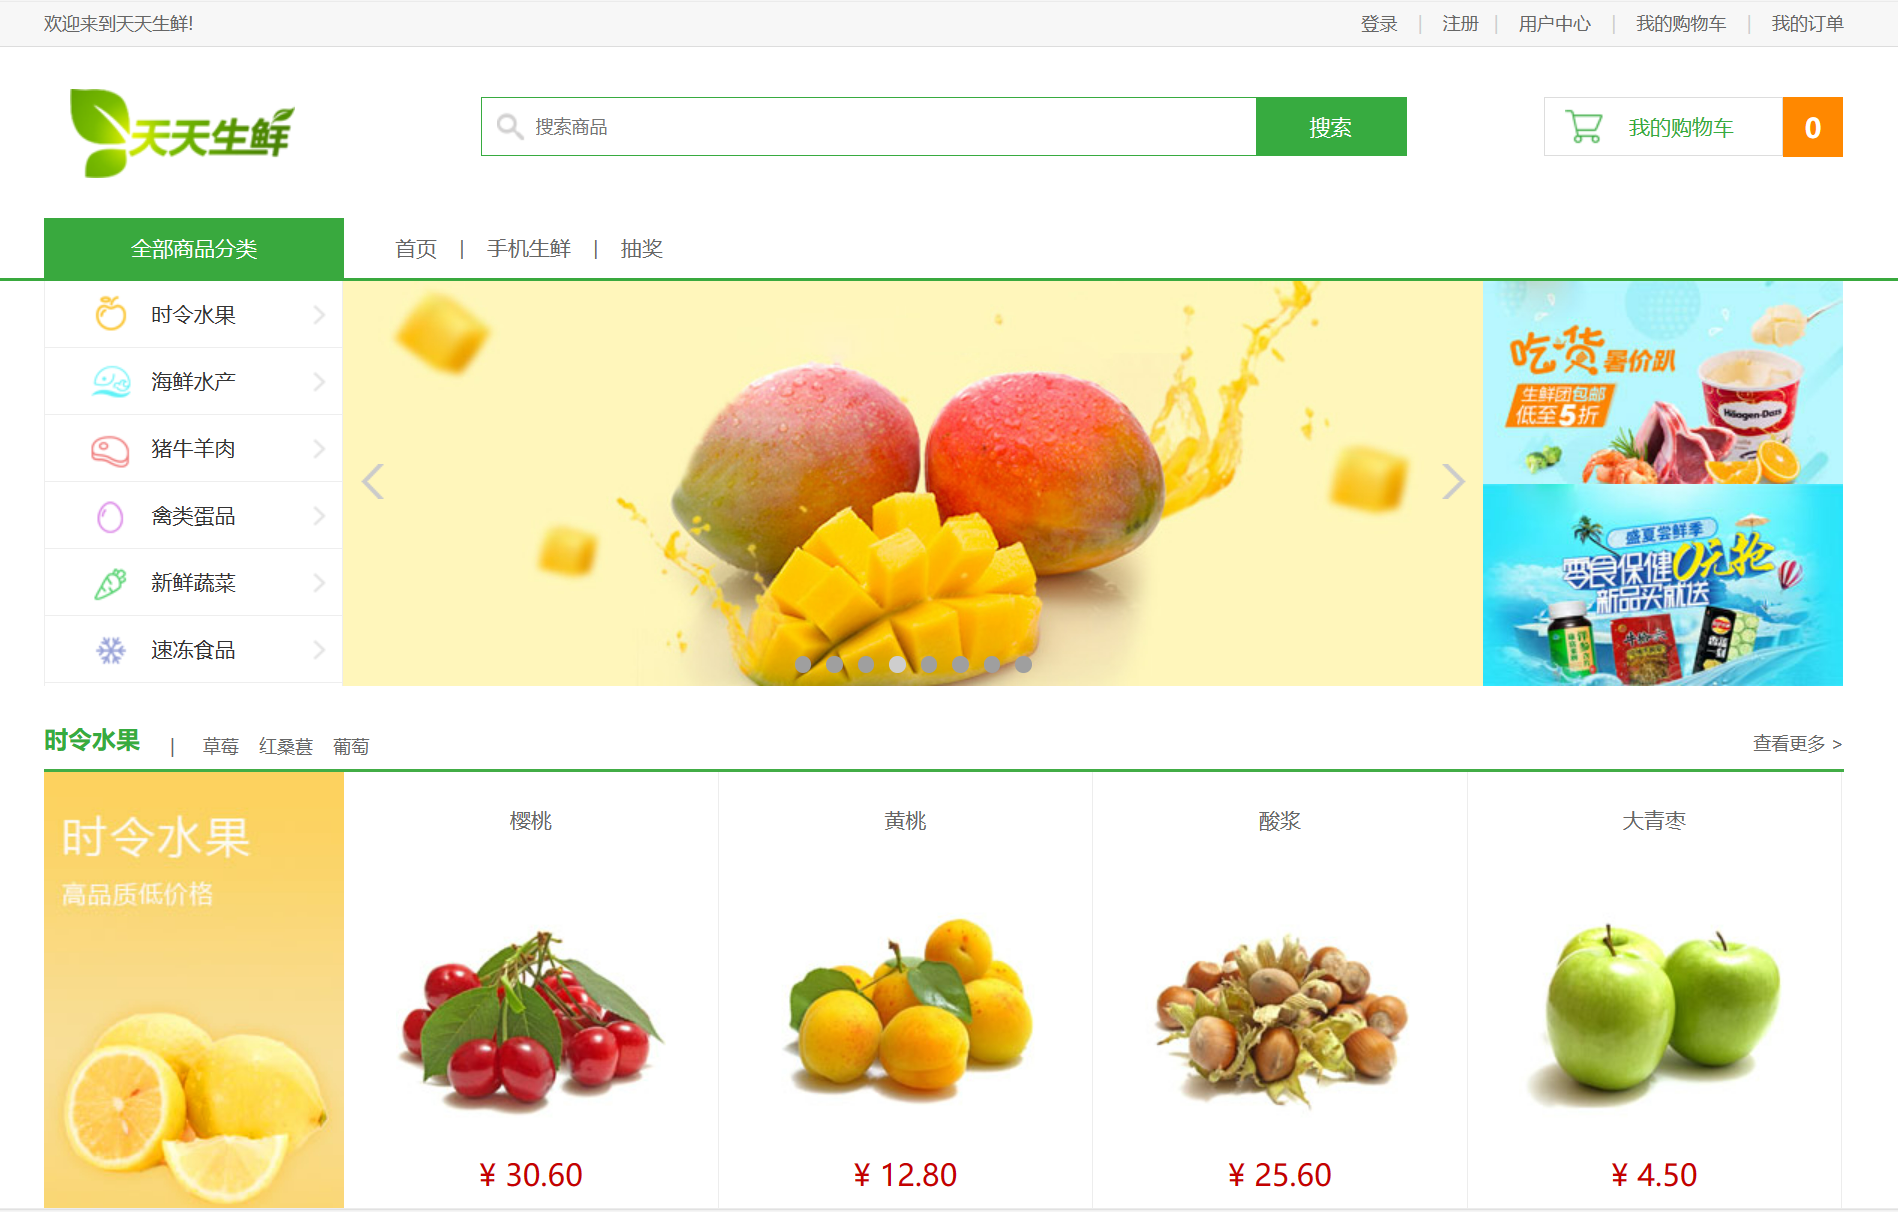 欢迎来到天天生鲜!
登录 | 注册 | 用户中心 | 我的购物车 | 我的订单
天天生鲜
搜索商品
搜索
我的购物车
0
全部商品分类
首页 | 手机生鲜 | 抽奖
时令水果
海鲜水产
猪牛羊肉
禽类蛋品
新鲜蔬菜
速冻食品
吃货暑价趴
生鲜团包邮
低至5折
Häagen-Dazs
盛夏尝鲜季
零食保健0元抢
新品买就送
时令水果 | 草莓 红桑葚 葡萄
查看更多 >
时令水果
高品质低价格
樱桃
¥ 30.60
黄桃
¥ 12.80
酸浆
¥ 25.60
大青枣
¥ 4.50